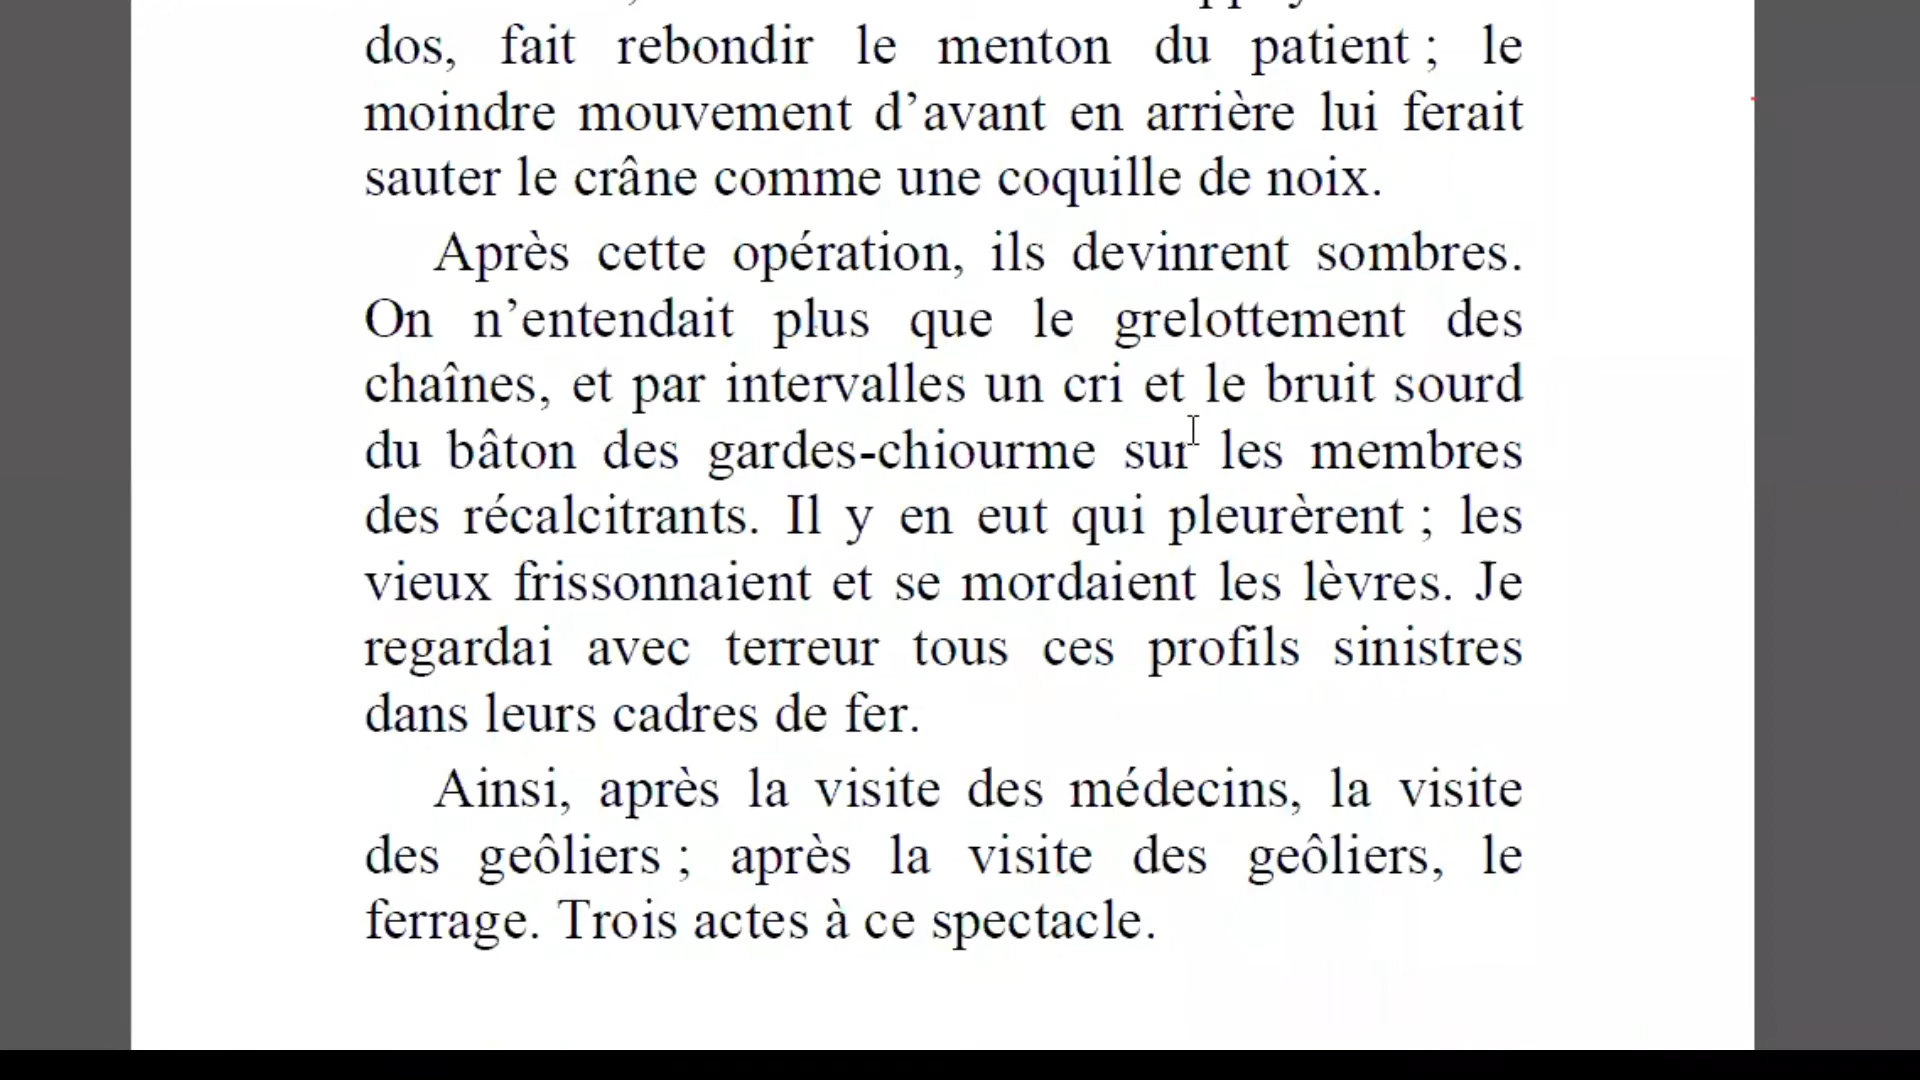 dos, fait rebondir le menton du patient ; le
moindre mouvement d’avant en arrière lui ferait
sauter le crâne comme une coquille de noix.
Après cette opération, ils devinrent sombres.
On n’entendait plus que le grelottement des
chaînes, et par intervalles un cri et le bruit sourd
du bâton des gardes-chiourme sur les membres
des récalcitrants. Il y en eut qui pleurèrent ; les
vieux frissonnaient et se mordaient les lèvres. Je
regardai avec terreur tous ces profils sinistres
dans leurs cadres de fer.
Ainsi, après la visite des médecins, la visite
des geôliers ; après la visite des geôliers, le
ferrage. Trois actes à ce spectacle.